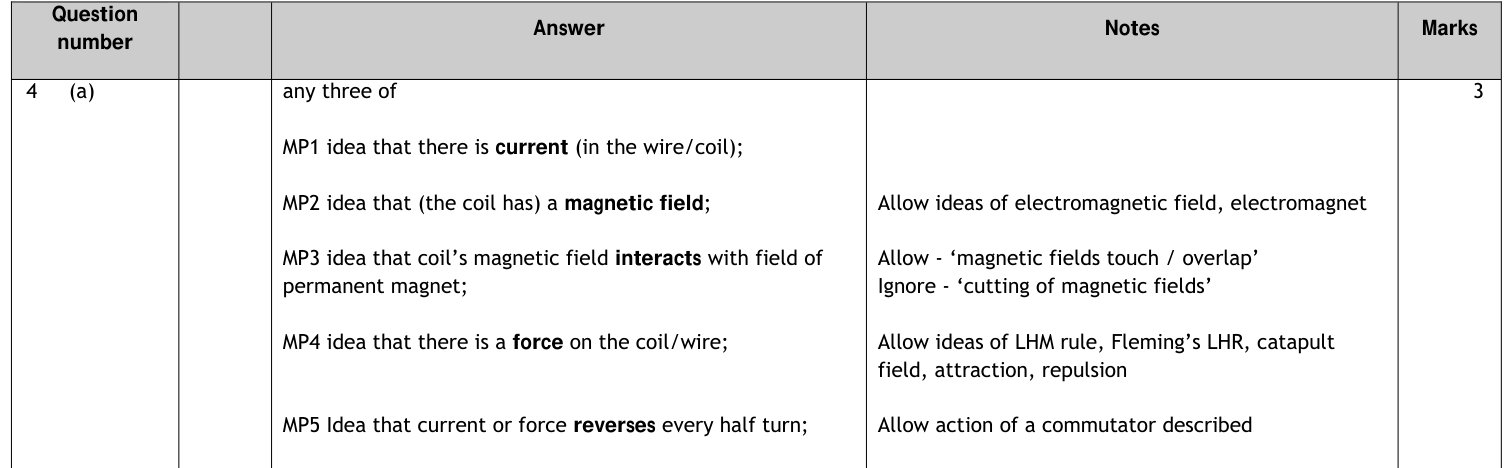 Question number
Answer
Notes
Marks
4 (a)
any three of
3
MP1 idea that there is current (in the wire/coil);
MP2 idea that (the coil has) a magnetic field;
Allow ideas of electromagnetic field, electromagnet
MP3 idea that coil’s magnetic field interacts with field of
permanent magnet;
Allow - ‘magnetic fields touch / overlap’
Ignore - ‘cutting of magnetic fields’
MP4 idea that there is a force on the coil/wire;
Allow ideas of LHM rule, Fleming’s LHR, catapult
field, attraction, repulsion
MP5 Idea that current or force reverses every half turn;
Allow action of a commutator described